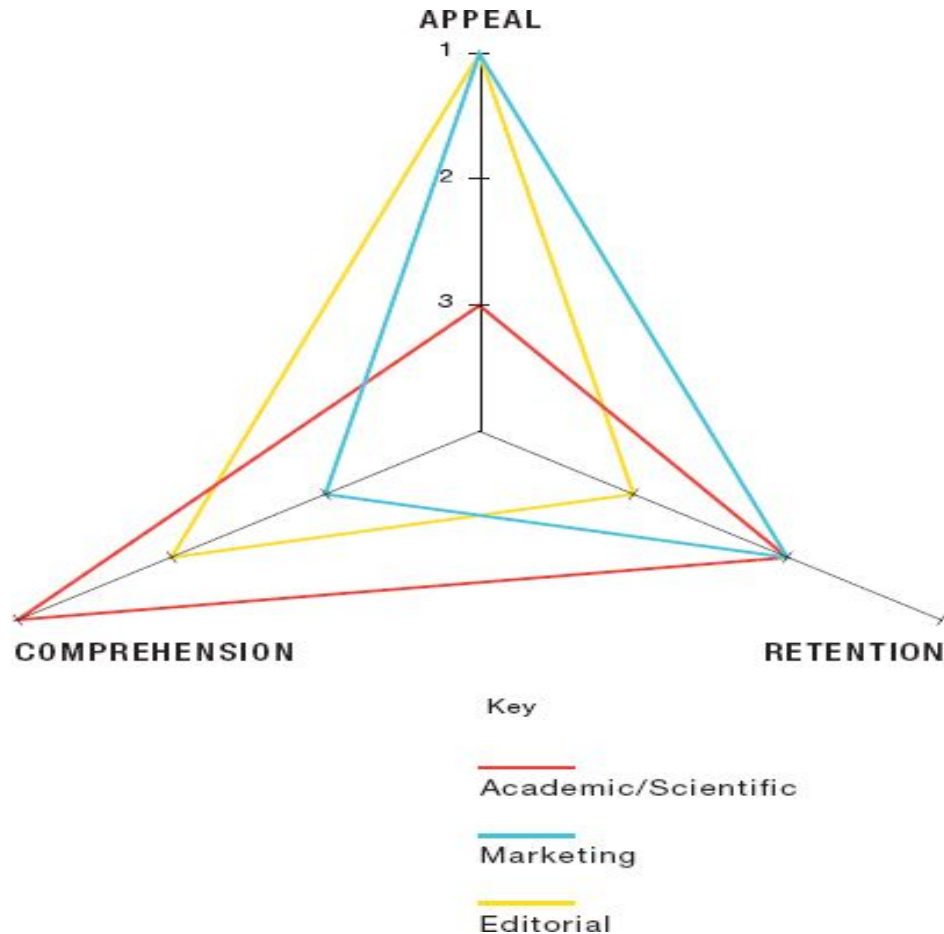 APPEAL
1
2
3
COMPREHENSION
RETENTION
Key
Academic/Scientific
Marketing
Editorial